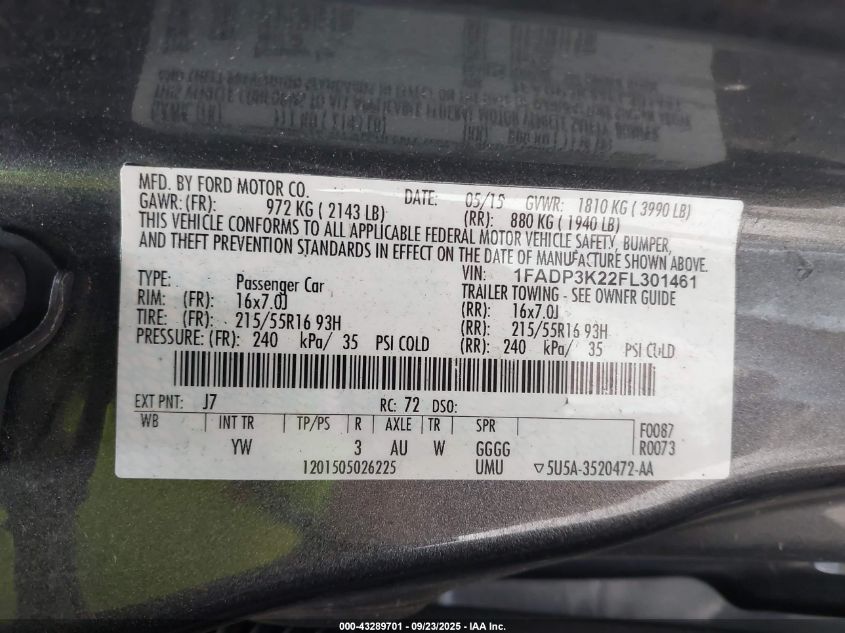 MFD. BY FORD MOTOR CO. DATE: 05/15 GVWR: 1810 KG ( 3990 LB)
GAWR: (FR): 972 KG ( 2143 LB) (RR): 880 KG ( 1940 LB)
THIS VEHICLE CONFORMS TO ALL APPLICABLE FEDERAL MOTOR VEHICLE SAFETY, BUMPER,
AND THEFT PREVENTION STANDARDS IN EFFECT ON THE DATE OF MANUFACTURE SHOWN ABOVE.
VIN: 1FADP3K22FL301461
TYPE: Passenger Car TRAILER TOWING - SEE OWNER GUIDE
RIM: (FR): 16x7.0J (RR): 16x7.0J
TIRE: (FR): 215/55R16 93H (RR): 215/55R16 93H
PRESSURE: (FR): 240 kPa/ 35 PSI COLD (RR): 240 kPa/ 35 PSI COLD
EXT PNT: J7 RC: 72 DSO:
WB INT TR TP/PS R AXLE TR SPR F0087
YW 3 AU W GGGG R0073
1201505026225 UMU ▽5U5A-3520472-AA
000-43289701 - 09/23/2025 - IAA Inc.